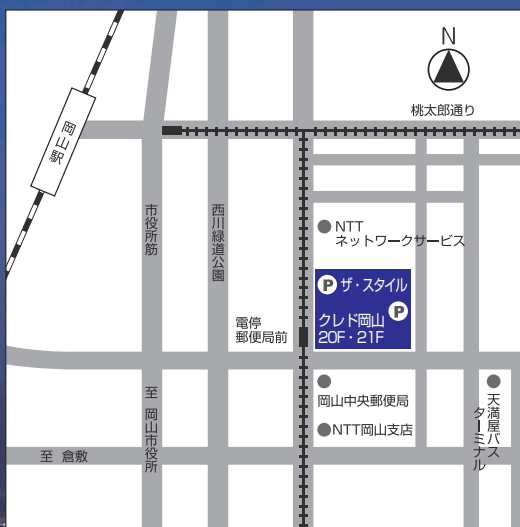 N
桃太郎通り
岡山駅
市役所筋
西川緑道公園
NTT
ネットワークサービス
P ザ・スタイル
P
クレド岡山
20F・21F
電停
郵便局前
至 岡山市役所
岡山中央郵便局
NTT岡山支店
天満屋バス
ターミナル
至 倉敷